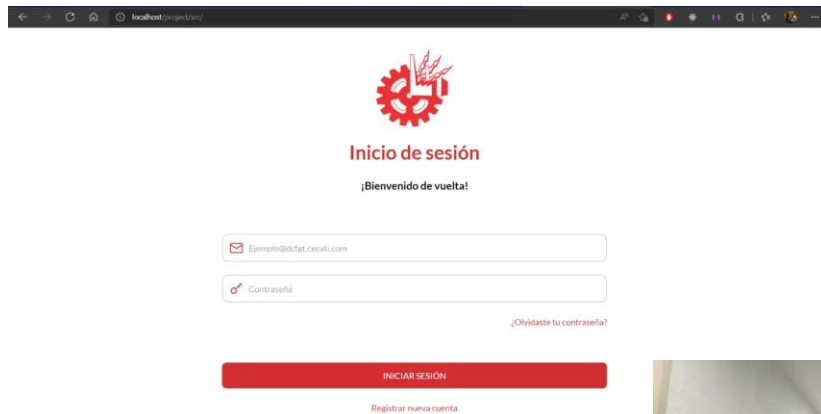 localhost/project/src/
Inicio de sesión
¡Bienvenido de vuelta!
Ejemplo@dcfgt.cecati.com
Contraseña
¿Olvidaste tu contraseña?
INICIAR SESIÓN
Registrar nueva cuenta